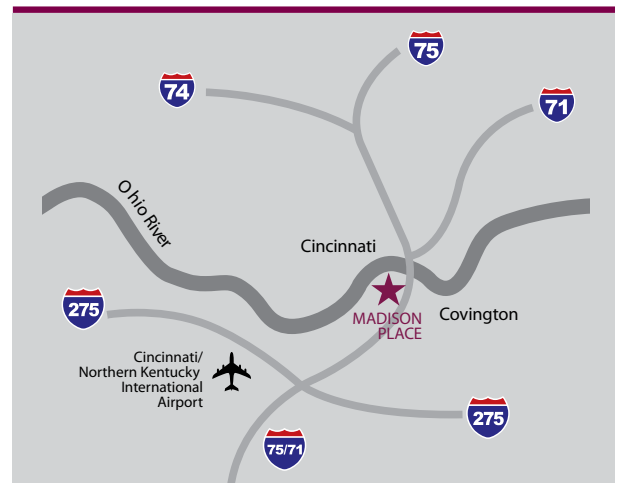 75
74
71
Ohio River
Cincinnati
275
MADISON
PLACE
Covington
Cincinnati/
Northern Kentucky
International
Airport
275
75/71